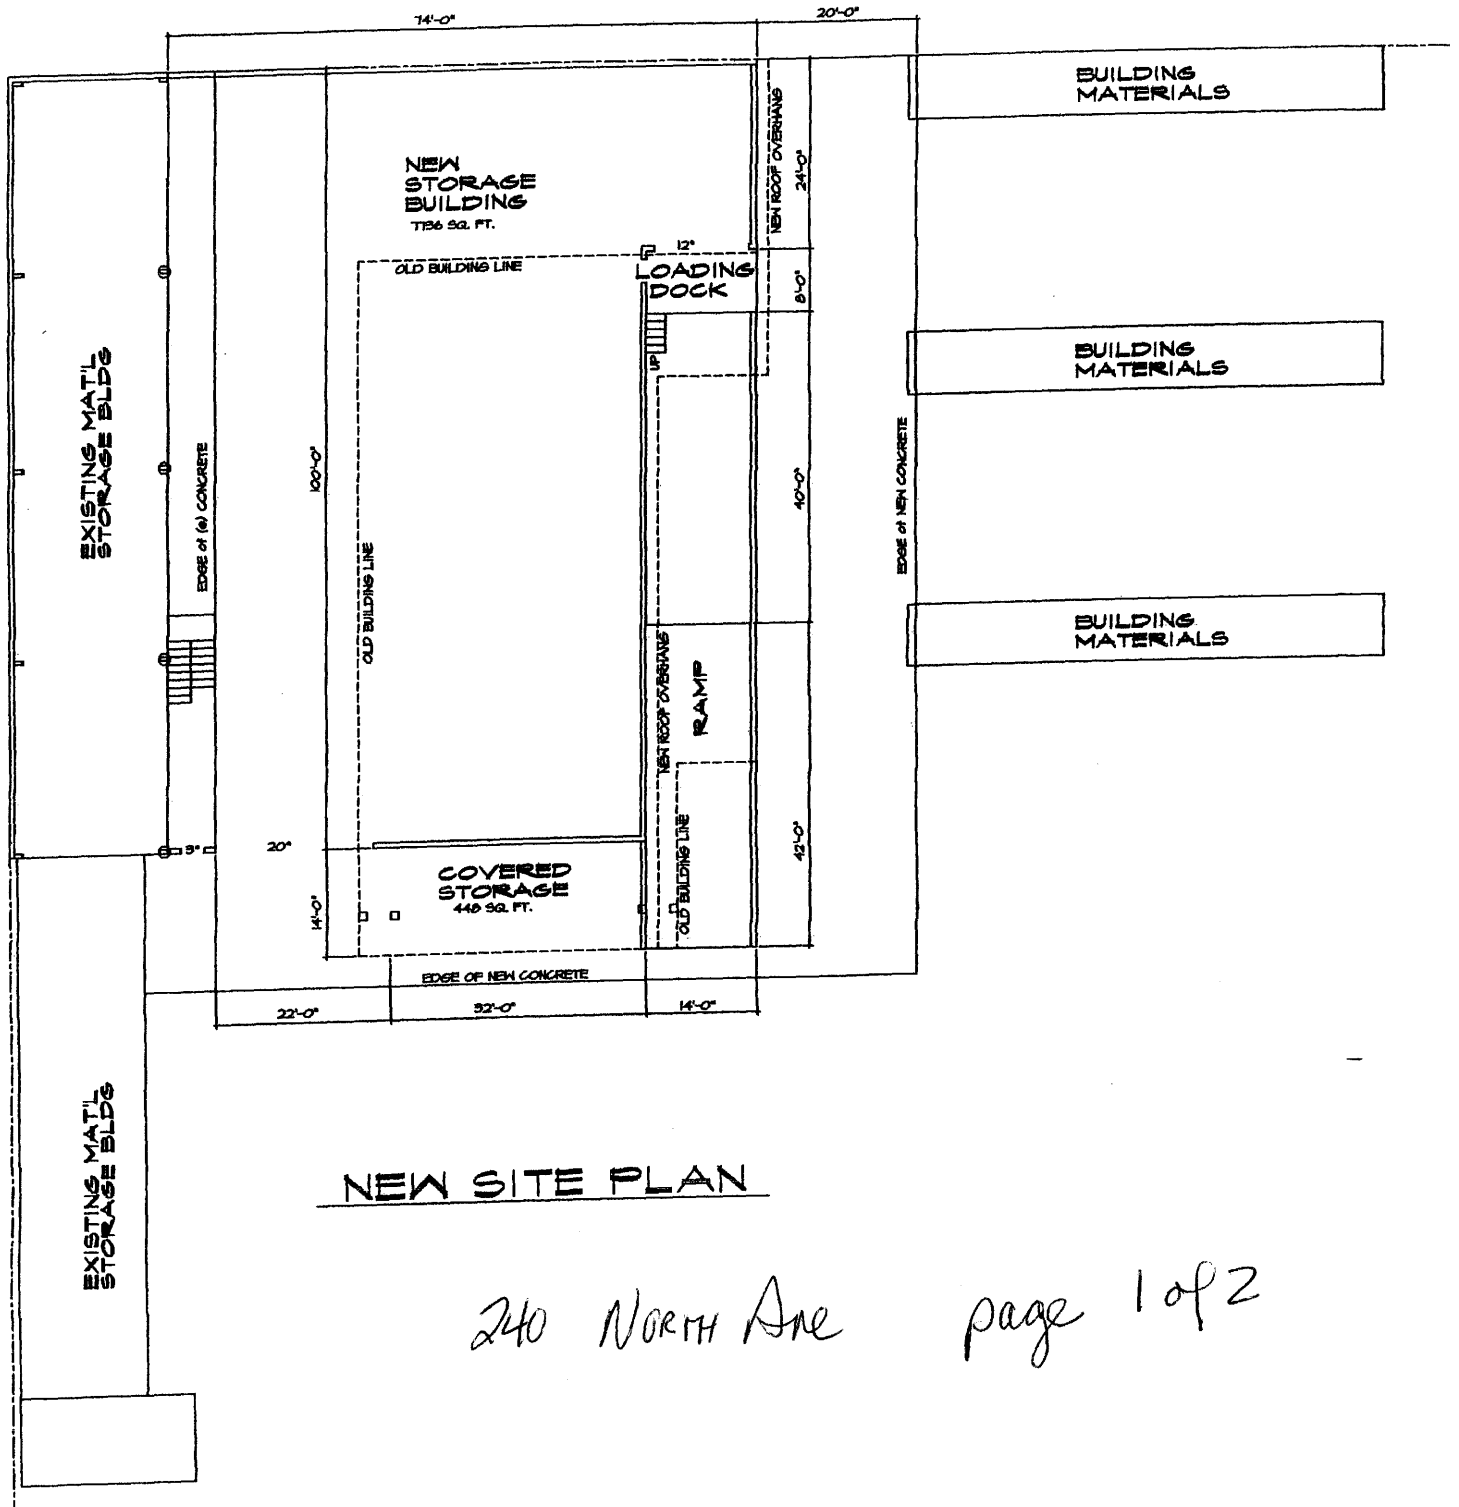 74'-0"
20'-0"
BUILDING
MATERIALS
NEW ROOF OVERHANG
24'-0"
NEW
STORAGE
BUILDING
7136 SQ. FT.
12"
OLD BUILDING LINE
LOADING
DOCK
8'-0"
UP
BUILDING
MATERIALS
EXISTING MAT'L
STORAGE BLDG
EDGE of (e) CONCRETE
100'-0"
OLD BUILDING LINE
40'-0"
EDGE of NEW CONCRETE
BUILDING
MATERIALS
NEW ROOF OVERHANG
RAMP
3"
20"
COVERED
STORAGE
448 SQ. FT.
OLD BUILDING LINE
42'-0"
14'-0"
EDGE OF NEW CONCRETE
22'-0"
32'-0"
14'-0"
EXISTING MAT'L
STORAGE BLDG
NEW SITE PLAN
240 NORTH Ave page 1 of 2